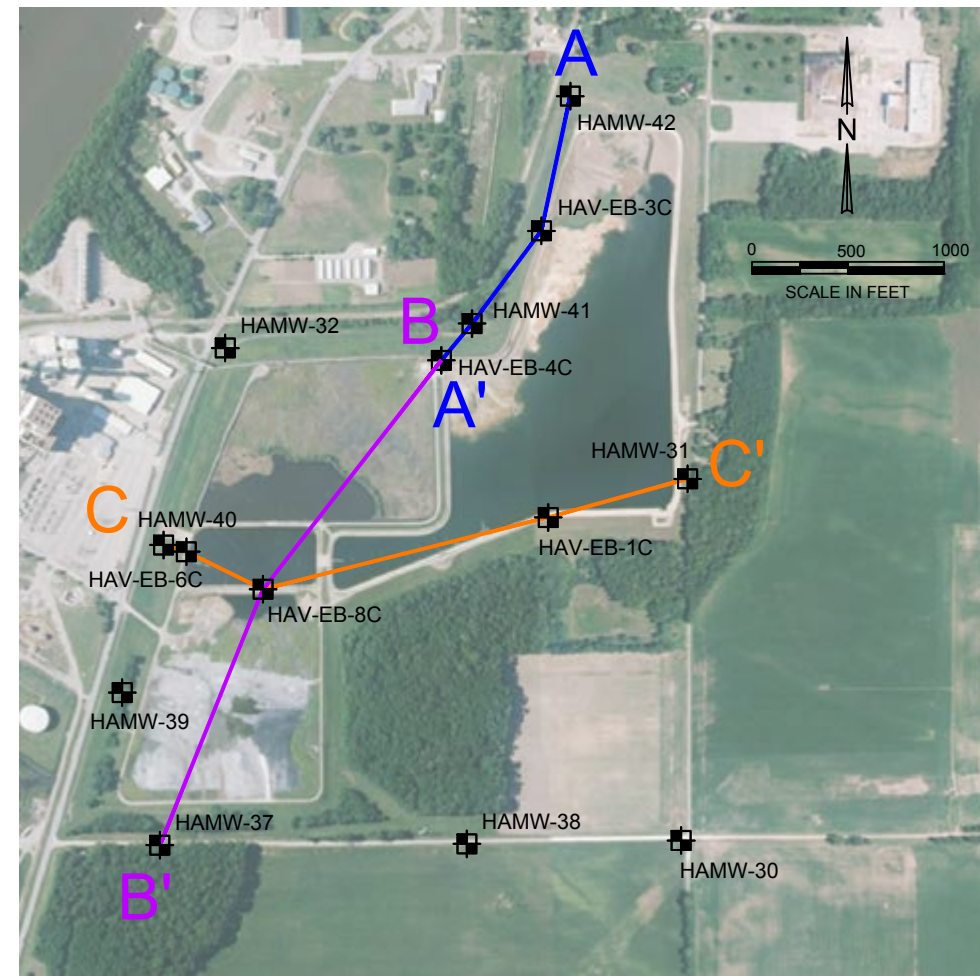 A
HAMW-42
N
HAV-EB-3C
0 500 1000
SCALE IN FEET
HAMW-41
B
HAMW-32
HAV-EB-4C
A'
HAMW-31
C'
C
HAMW-40
HAV-EB-1C
HAV-EB-6C
HAV-EB-8C
HAMW-39
HAMW-37
HAMW-38
HAMW-30
B'